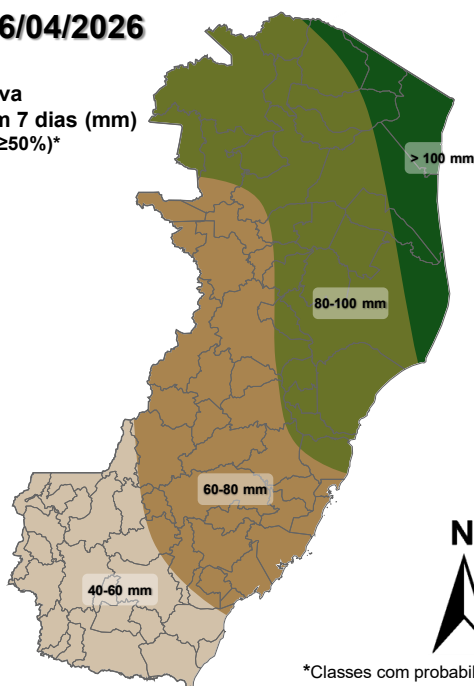 6/04/2026
va
m 7 dias (mm)
≥50%)*
> 100 mm
80-100 mm
60-80 mm
40-60 mm
N
*Classes com probabil